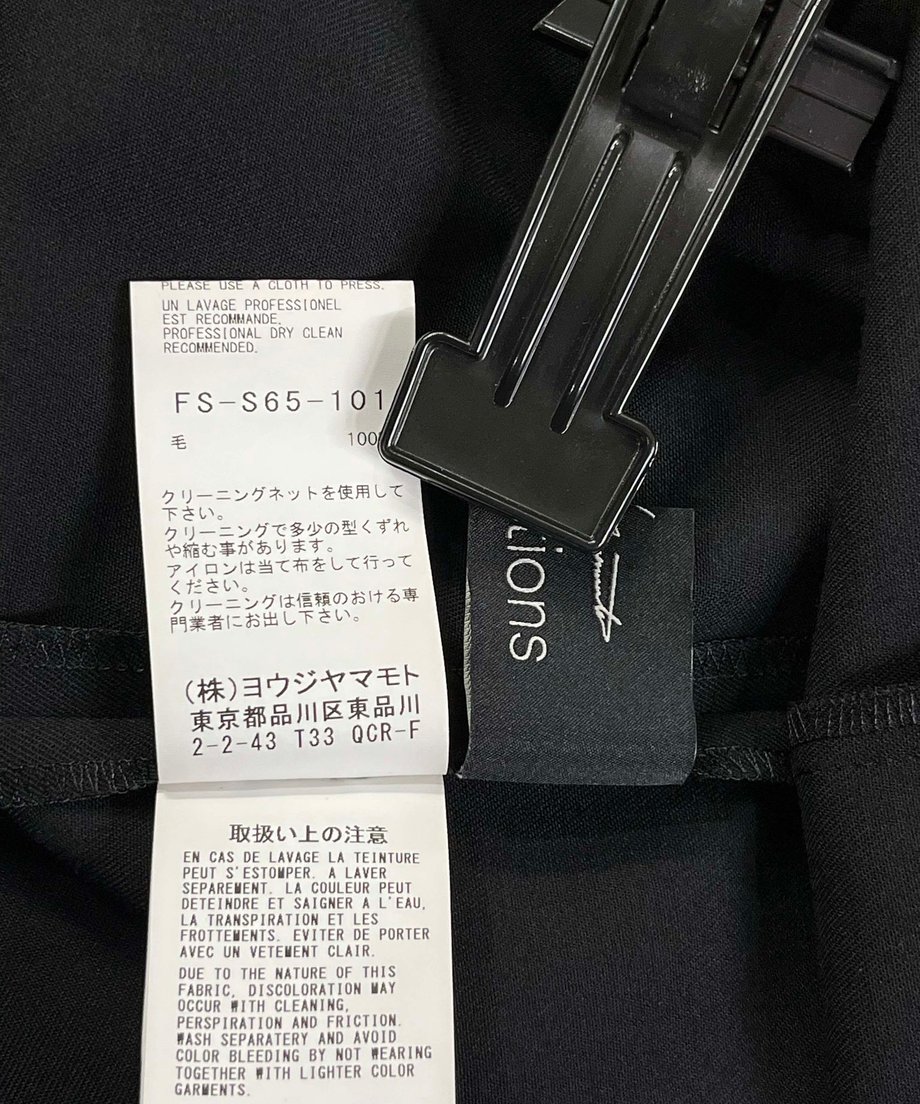 PLEASE USE A CLOTH TO PRESS.
UN LAVAGE PROFESSIONEL
EST RECOMMANDE,
PROFESSIONAL DRY CLEAN
RECOMMENDED.
FS-S65-101
毛 100
クリーニングネットを使用して
下さい。
クリーニングで多少の型くずれ
や縮む事があります。
アイロンは当て布をして行って
ください。
クリーニングは信頼のおける専
門業者にお出し下さい。
(株)ヨウジヤマモト
東京都品川区東品川
2-2-43 T33 QCR-F
tions
取扱い上の注意
EN CAS DE LAVAGE LA TEINTURE
PEUT S'ESTOMPER. A LAVER
SEPAREMENT. LA COULEUR PEUT
DETEINDRE ET SAIGNER A L'EAU,
LA TRANSPIRATION ET LES
FROTTEMENTS. EVITER DE PORTER
AVEC UN VETEMENT CLAIR.
DUE TO THE NATURE OF THIS
FABRIC, DISCOLORATION MAY
OCCUR WITH CLEANING,
PERSPIRATION AND FRICTION.
WASH SEPARATERY AND AVOID
COLOR BLEEDING BY NOT WEARING
TOGETHER WITH LIGHTER COLOR
GARMENTS.